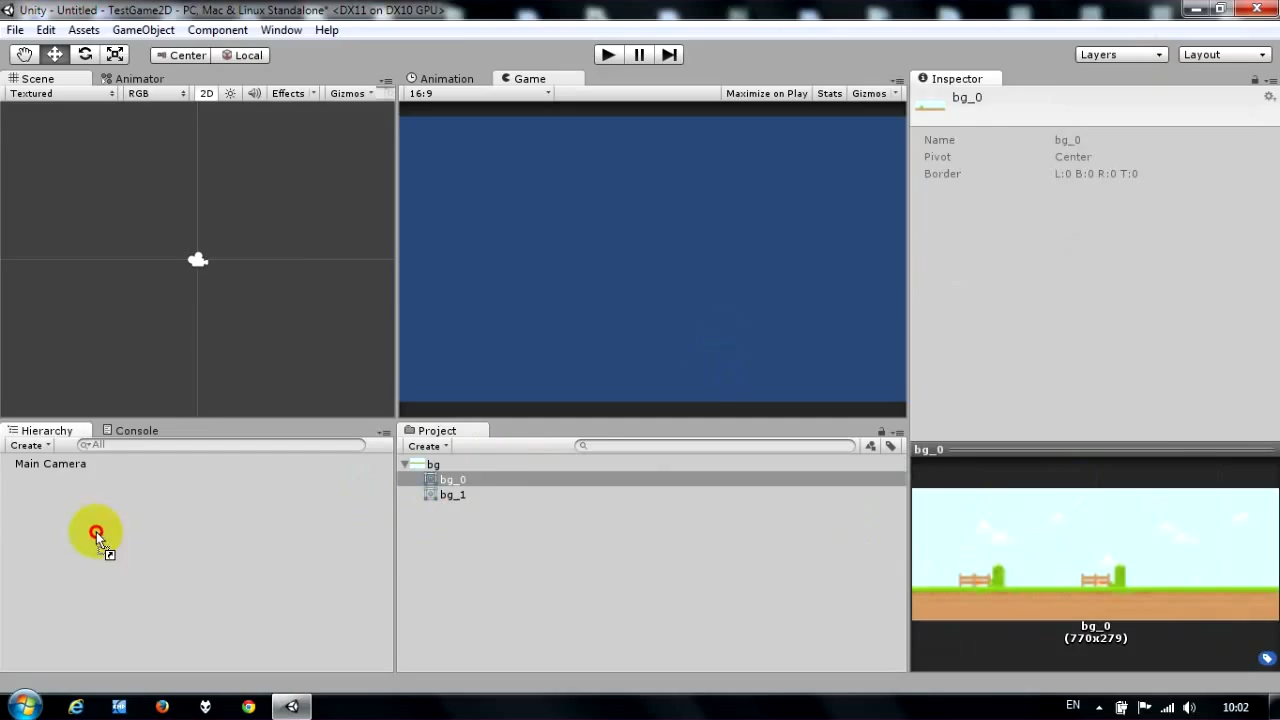 Unity - Untitled - TestGame2D - PC, Mac & Linux Standalone* <DX11 on DX10 GPU>
File Edit Assets GameObject Component Window Help
Center Local Layers Layout
Scene Animator Animation Game Inspector
Textured RGB 2D Effects Gizmos 16:9 Maximize on Play Stats Gizmos bg_0
Name bg_0
Pivot Center
Border L:0 B:0 R:0 T:0
Hierarchy Console Project
Create All Create bg_0
Main Camera bg
bg_0
bg_1
bg_0
(770x279)
EN 10:02